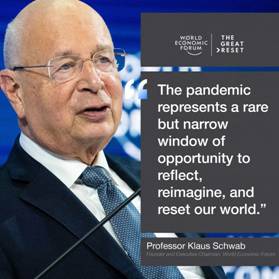 WORLD
ECONOMIC
FORUM
THE
GREAT
RESET
“The pandemic
represents a rare
but narrow
window of
opportunity to
reflect,
reimagine, and
reset our world.”
Professor Klaus Schwab
Founder and Executive Chairman, World Economic Forum